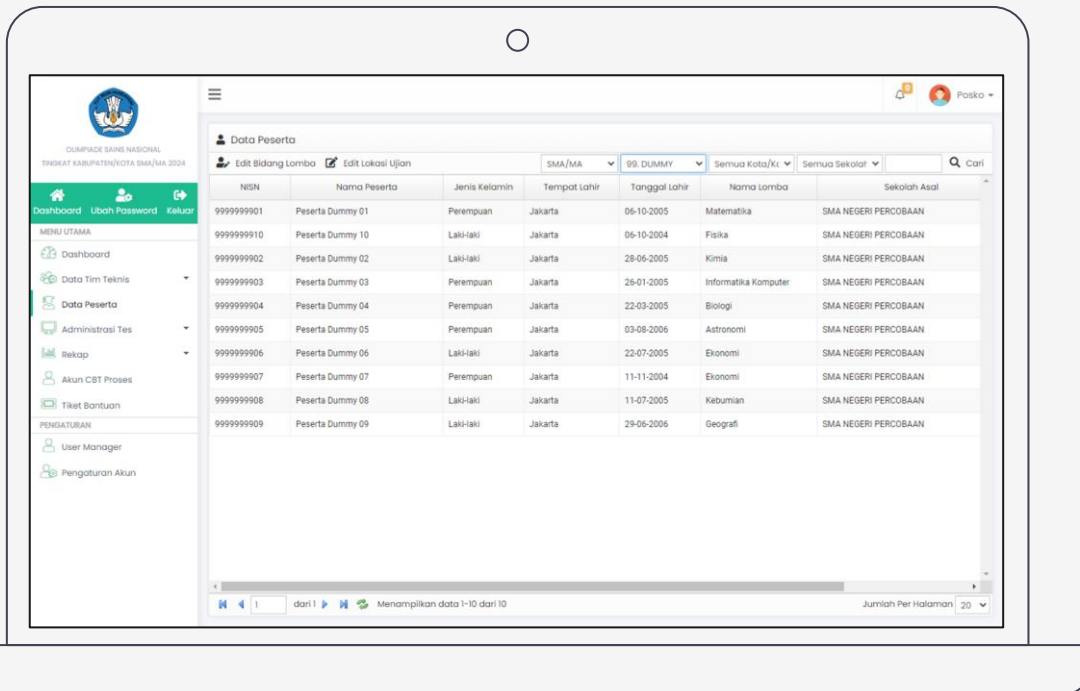 OLIMPIADE SAINS NASIONAL
TINGKAT KABUPATEN/KOTA SMA/MA 2024
Dashboard Ubah Password Keluar
MENU UTAMA
Dashboard
Data Tim Teknis
Data Peserta
Administrasi Tes
Rekap
Akun CBT Proses
Tiket Bantuan
PENGATURAN
User Manager
Pengaturan Akun
Posko
Data Peserta
Edit Bidang Lomba Edit Lokasi Ujian SMA/MA 99. DUMMY Semua Kota/Kc Semua Sekolat Cari
NISN Nama Peserta Jenis Kelamin Tempat Lahir Tanggal Lahir Nama Lomba Sekolah Asal
9999999901 Peserta Dummy 01 Perempuan Jakarta 06-10-2005 Matematika SMA NEGERI PERCOBAAN
9999999910 Peserta Dummy 10 Laki-laki Jakarta 06-10-2004 Fisika SMA NEGERI PERCOBAAN
9999999902 Peserta Dummy 02 Laki-laki Jakarta 28-06-2005 Kimia SMA NEGERI PERCOBAAN
9999999903 Peserta Dummy 03 Perempuan Jakarta 26-01-2005 Informatika Komputer SMA NEGERI PERCOBAAN
9999999904 Peserta Dummy 04 Perempuan Jakarta 22-03-2005 Biologi SMA NEGERI PERCOBAAN
9999999905 Peserta Dummy 05 Perempuan Jakarta 03-08-2006 Astronomi SMA NEGERI PERCOBAAN
9999999906 Peserta Dummy 06 Laki-laki Jakarta 22-07-2005 Ekonomi SMA NEGERI PERCOBAAN
9999999907 Peserta Dummy 07 Perempuan Jakarta 11-11-2004 Ekonomi SMA NEGERI PERCOBAAN
9999999908 Peserta Dummy 08 Laki-laki Jakarta 11-07-2005 Kebumian SMA NEGERI PERCOBAAN
9999999909 Peserta Dummy 09 Laki-laki Jakarta 29-06-2006 Geografi SMA NEGERI PERCOBAAN
1 dari 1 Menampilkan data 1-10 dari 10 Jumlah Per Halaman 20